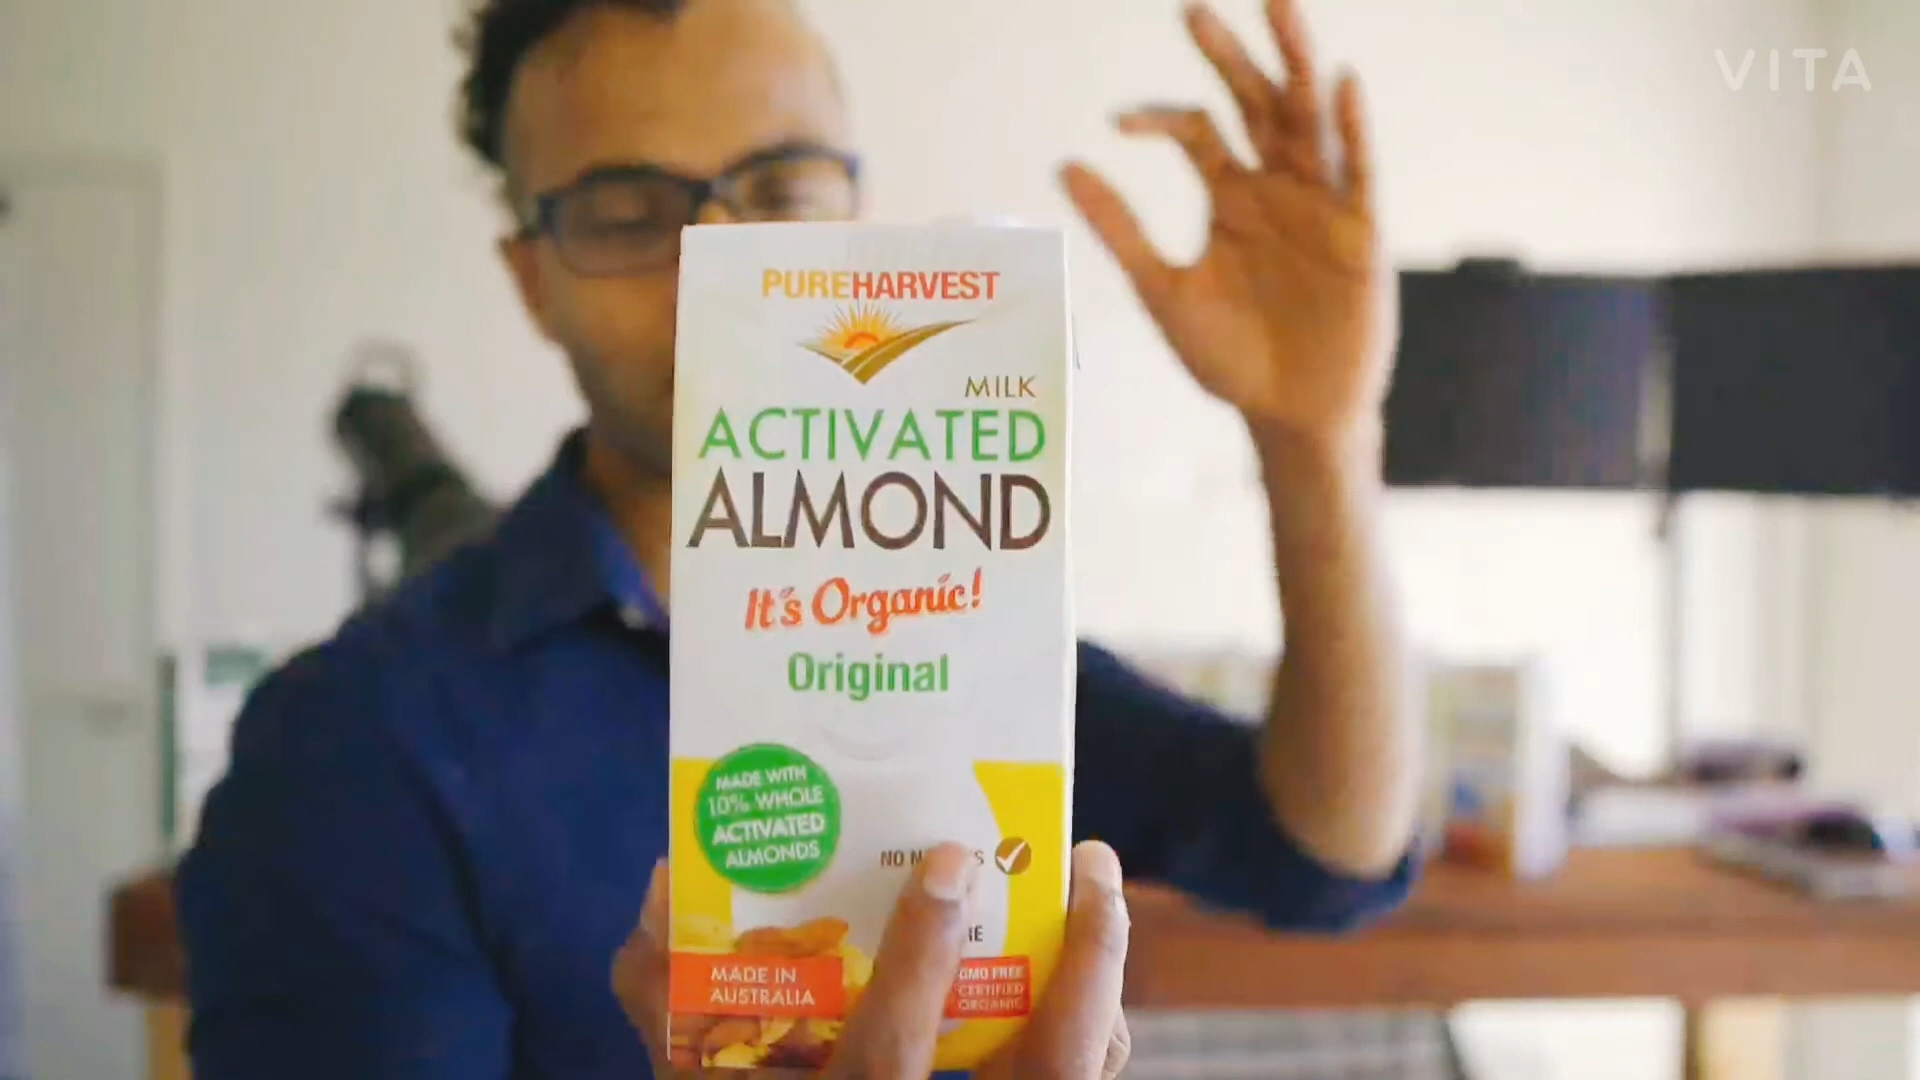 VITA
PUREHARVEST
MILK
ACTIVATED
ALMOND
It's Organic!
Original
MADE WITH
10% WHOLE
ACTIVATED
ALMONDS
NO
MADE IN
AUSTRALIA
GMO FREE
CERTIFIED
ORGANIC